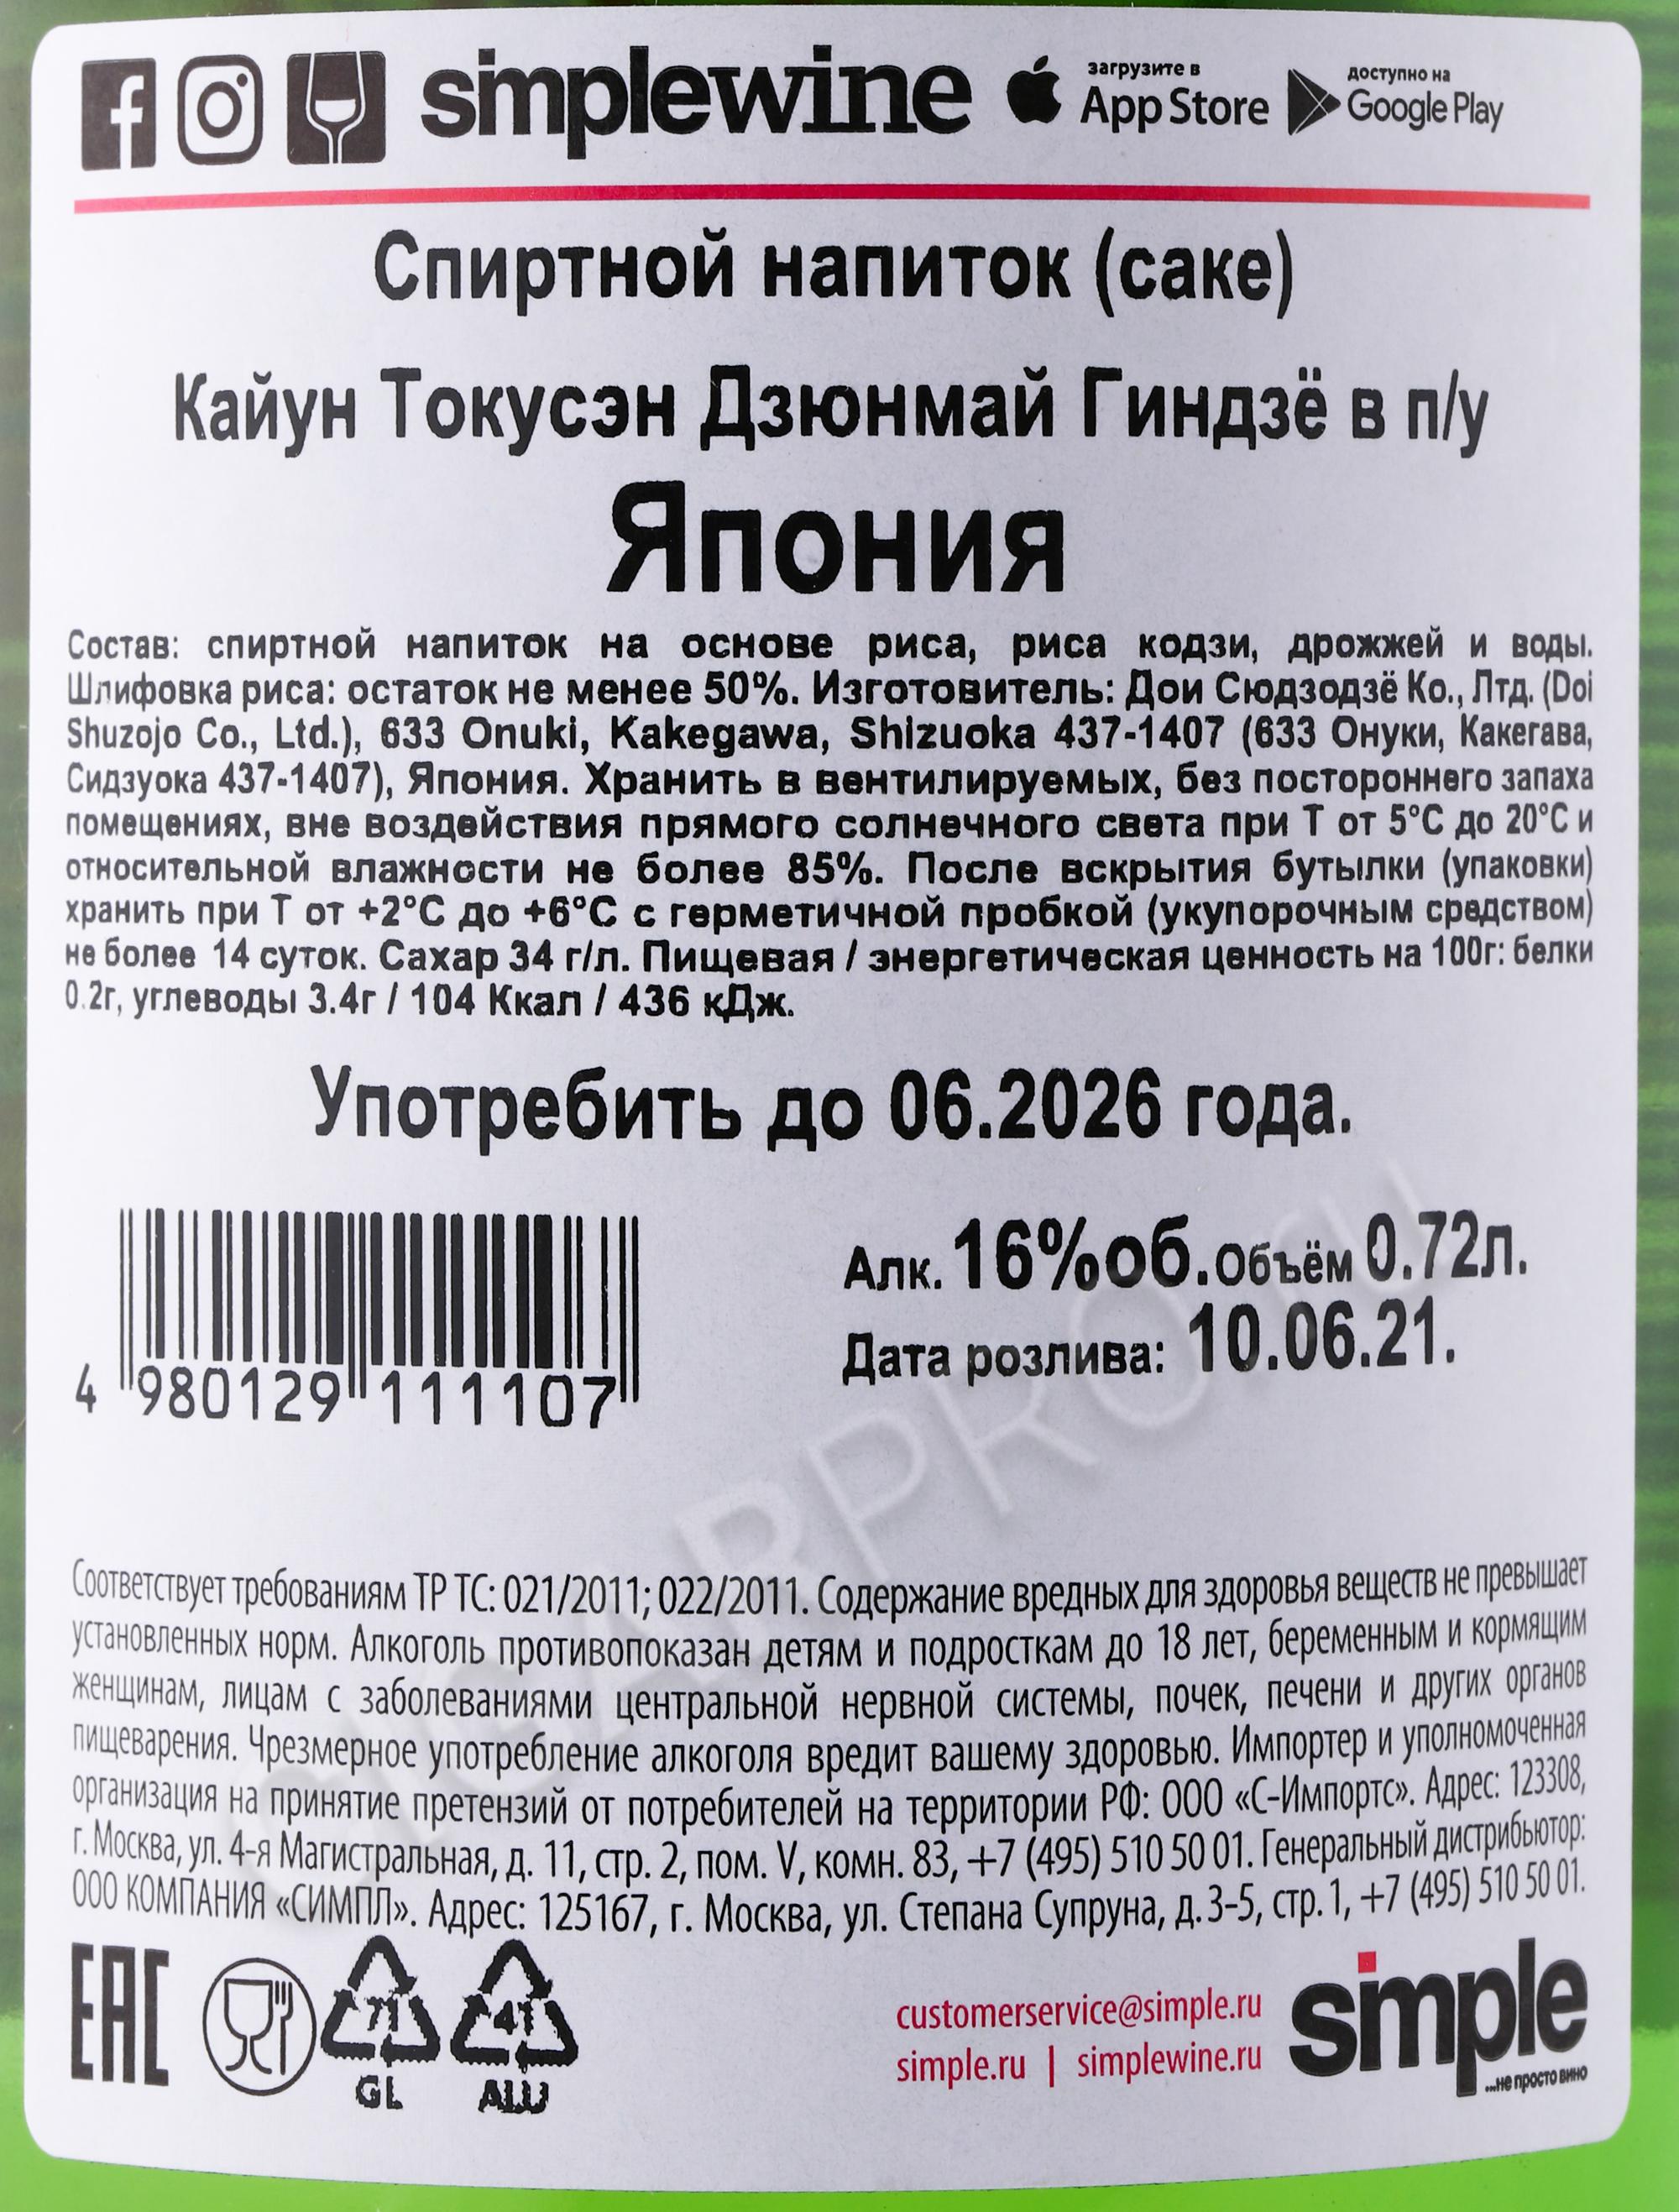 simplewine
загрузите в
App Store
доступно на
Google Play
Спиртной напиток (саке)
Кайун Токусэн Дзюнмай Гиндзё в п/у
Япония
Состав: спиртной напиток на основе риса, риса кодзи, дрожжей и воды.
Шлифовка риса: остаток не менее 50%. Изготовитель: Дои Сюдзодзё Ко., Лтд. (Doi
Shuzojo Co., Ltd.), 633 Onuki, Kakegawa, Shizuoka 437-1407 (633 Онуки, Какегава,
Сидзуока 437-1407), Япония. Хранить в вентилируемых, без постороннего запаха
помещениях, вне воздействия прямого солнечного света при Т от 5°С до 20°С и
относительной влажности не более 85%. После вскрытия бутылки (упаковки)
хранить при Т от +2°С до +6°С с герметичной пробкой (укупорочным средством)
не более 14 суток. Сахар 34 г/л. Пищевая / энергетическая ценность на 100г: белки
0.2г, углеводы 3.4г / 104 Ккал / 436 кДж.
Употребить до 06.2026 года.
Алк. 16%об. Объём 0.72л.
Дата розлива: 10.06.21.
4 980129 111107
CIGARPRO.ru
Соответствует требованиям ТР ТС: 021/2011; 022/2011. Содержание вредных для здоровья веществ не превышает
установленных норм. Алкоголь противопоказан детям и подросткам до 18 лет, беременным и кормящим
женщинам, лицам с заболеваниями центральной нервной системы, почек, печени и других органов
пищеварения. Чрезмерное употребление алкоголя вредит вашему здоровью. Импортер и уполномоченная
организация на принятие претензий от потребителей на территории РФ: ООО «С-Импортс». Адрес: 123308,
г. Москва, ул. 4-я Магистральная, д. 11, стр. 2, пом. V, комн. 83, +7 (495) 510 50 01. Генеральный дистрибьютор:
ООО КОМПАНИЯ «СИМПЛ». Адрес: 125167, г. Москва, ул. Степана Супруна, д. 3-5, стр. 1, +7 (495) 510 50 01.
EAC
71
GL
41
ALU
customerservice@simple.ru
simple.ru | simplewine.ru
simple
...не просто вино